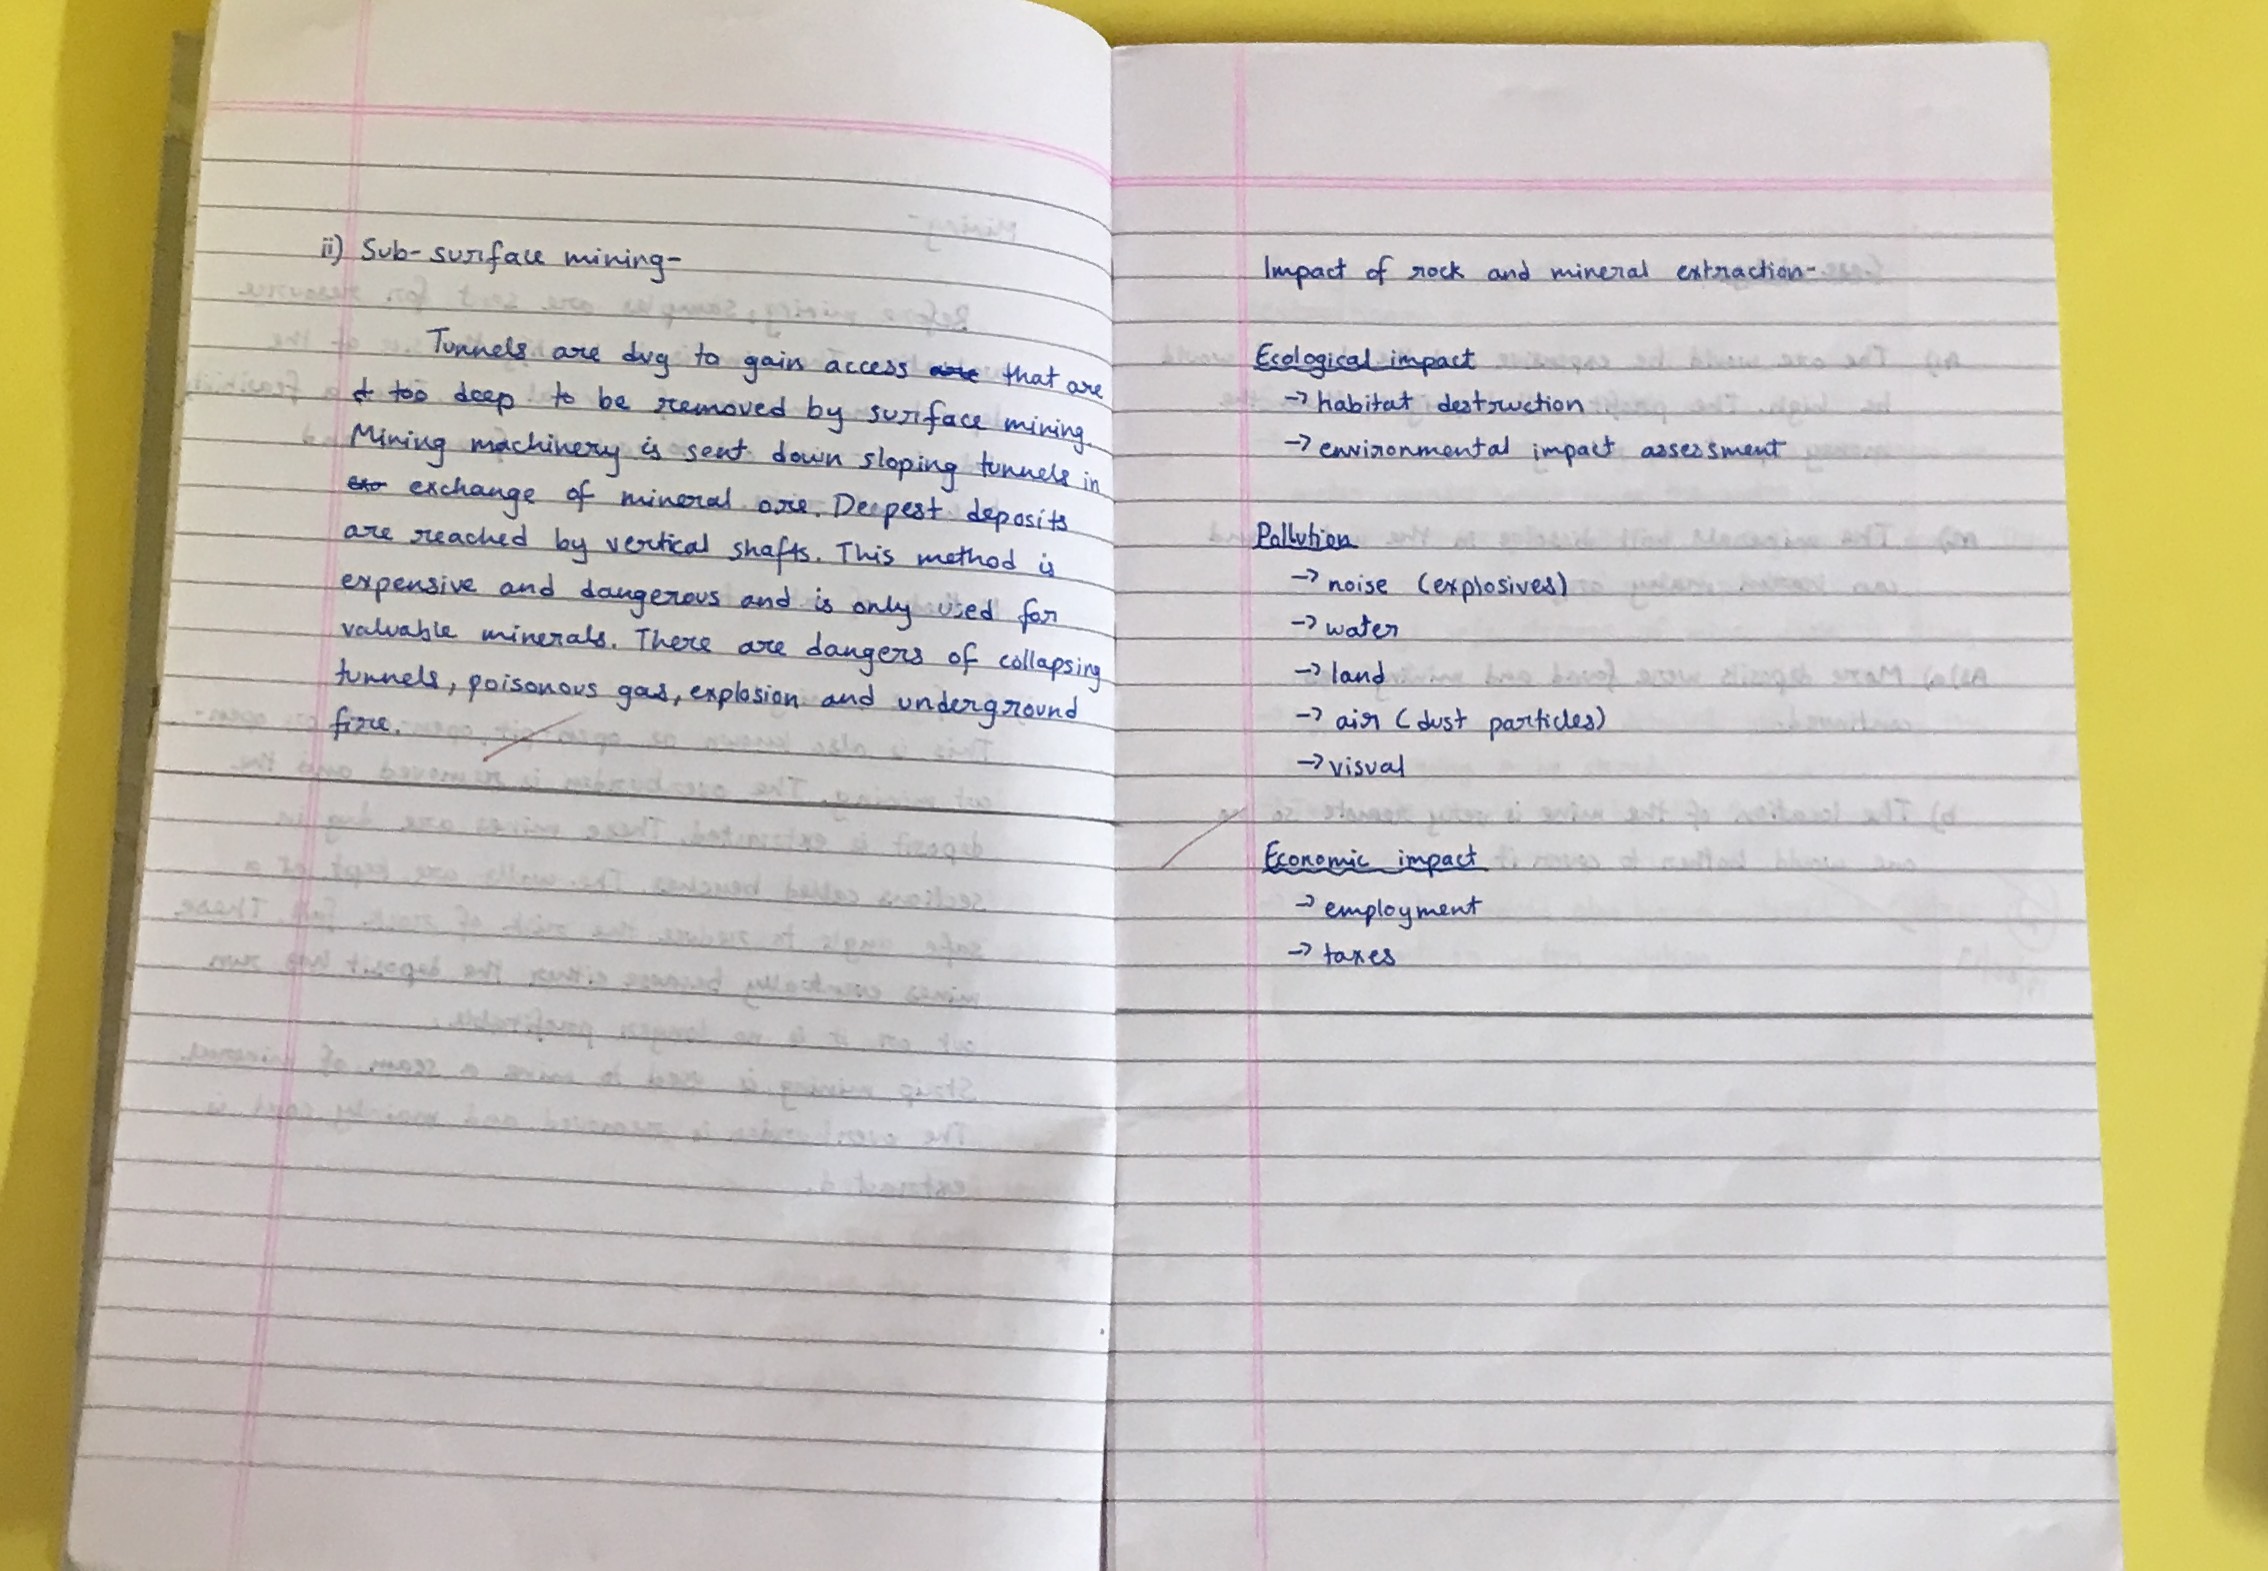 ii) Sub-surface mining-
Tunnels are dug to gain access that are
too deep to be removed by surface mining.
Mining machinery is sent down sloping tunnels in
exchange of mineral ore. Deepest deposits
are reached by vertical shafts. This method is
expensive and dangerous and is only used for
valuable minerals. There are dangers of collapsing
tunnels, poisonous gas, explosion and underground
fire.
Impact of rock and mineral extraction-
Ecological impact
→ habitat destruction
→ environmental impact assessment
Pollution
→ noise (explosives)
→ water
→ land
→ air (dust particles)
→ visual
Economic impact
→ employment
→ taxes